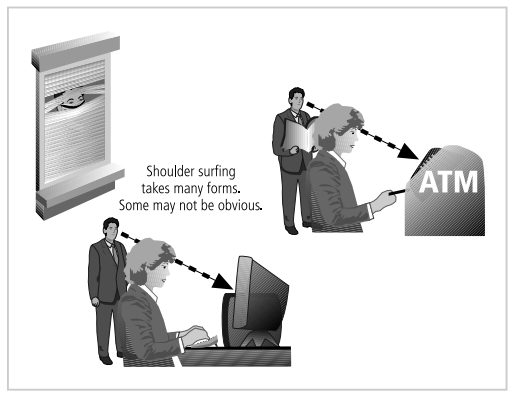 Shoulder surfing
takes many forms.
Some may not be obvious.
ATM